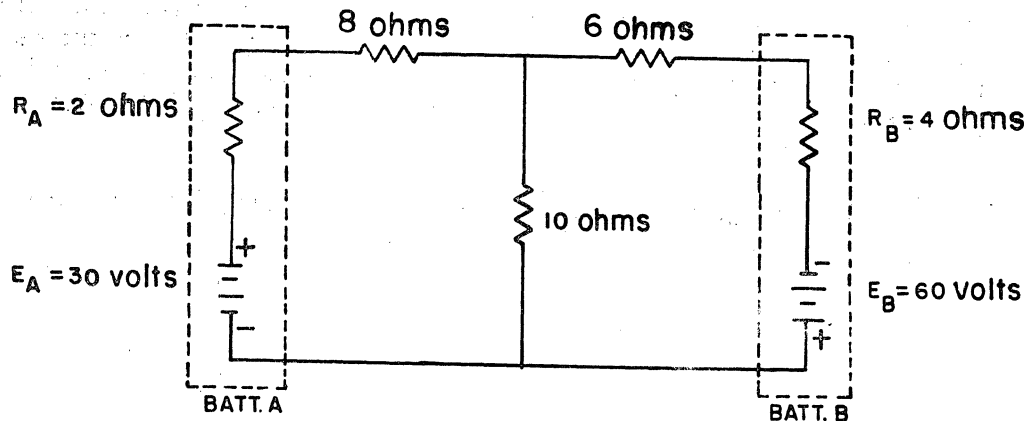 8 ohms
6 ohms
R_A = 2 ohms
R_B = 4 ohms
10 ohms
+
-
E_A = 30 volts
E_B = 60 volts
-
+
BATT. A
BATT. B